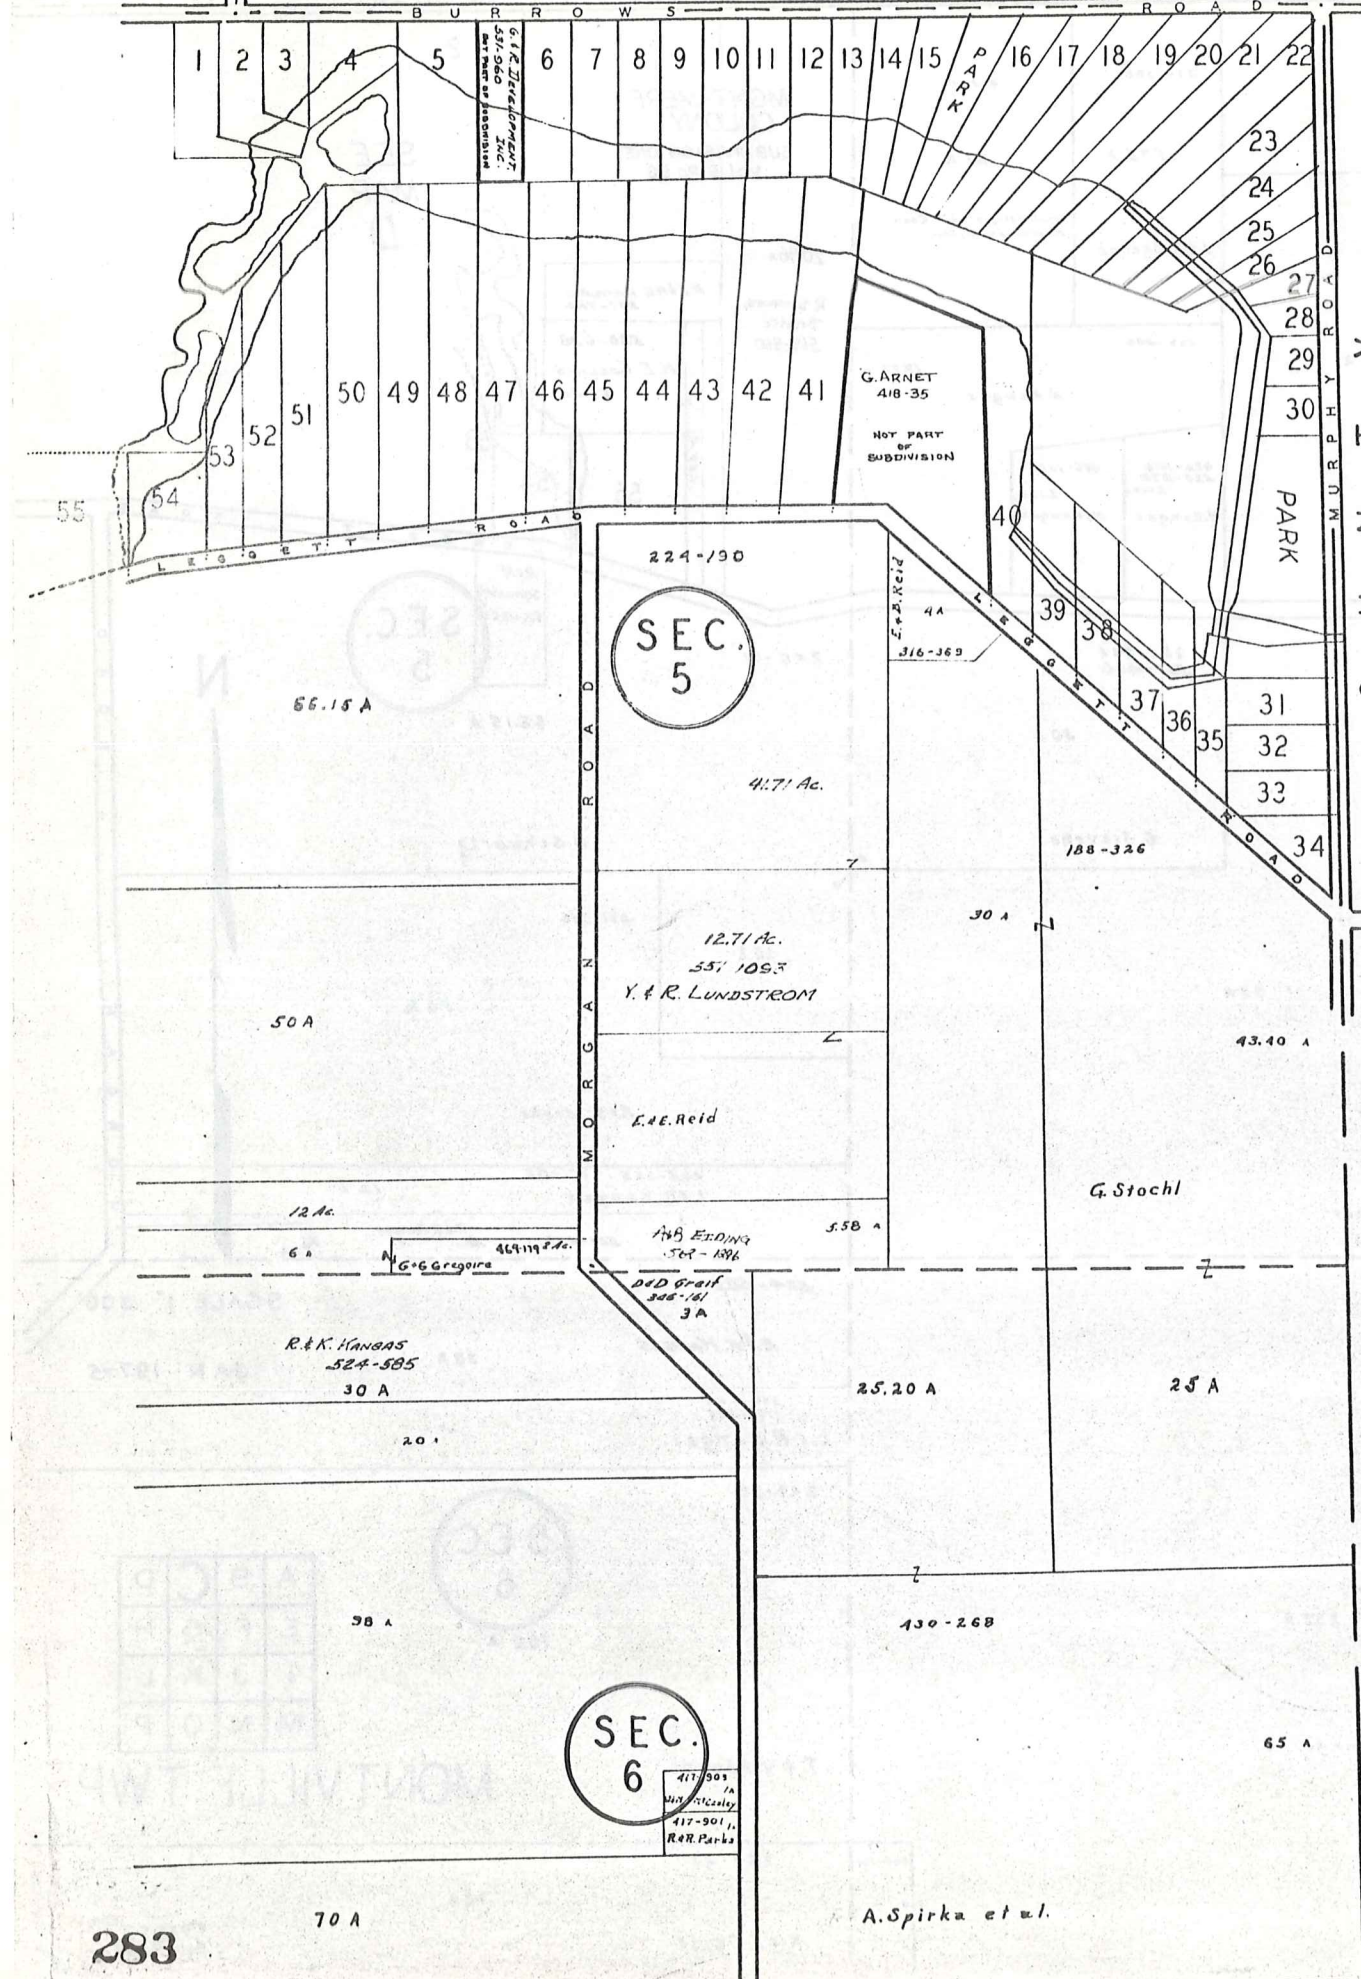 BURROWS ROAD
1 2 3 4 5
G. & R. DEVELOPMENT.
531-960 INC.
NOT PART OF SUBDIVISION
6 7 8 9 10 11 12 13 14 15
PARK
16 17 18 19 20 21 22
23
24
25
26
27
28
29
30
PARK
MURPHY ROAD
55 54 53 52 51 50 49 48 47 46 45 44 43 42 41
G. ARNET
418-35
NOT PART
OF
SUBDIVISION
40
39
38
37
36
35
31
32
33
34
LEGGETT ROAD
LEGGETT ROAD
224-190
SEC.
5
E. & B. Reid
4 A
316-369
66.15 A
MORGAN ROAD
41.71 Ac.
188-326
30 A
12.71 Ac.
Y. & R. LUNDSTROM
50 A
43.40 A
E. & E. Reid
G. Stochl
12 Ac.
6 A
G & G Gregoire
5.58 A
D & D Greif
3 A
R. & K. KANGAS
524-585
30 A
25.20 A
25 A
20 A
98 A
430-268
SEC.
6
65 A
417-903
1A
417-901
R & R. Parks
70 A
A. Spirka et al.
283